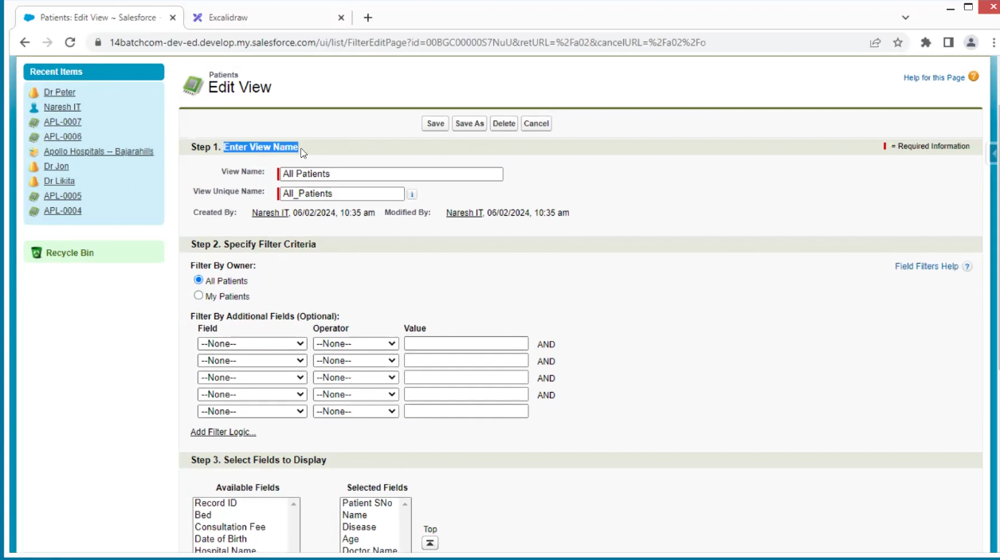 Patients: Edit View ~ Salesforce -
Excalidraw
14batchcom-dev-ed.develop.my.salesforce.com/ui/list/FilterEditPage?id=00BGC00000S7NuU&retURL=%2Fa02&cancelURL=%2Fa02%2Fo
Recent Items
Dr Peter
Naresh IT
APL-0007
APL-0006
Apollo Hospitals -- Bajarahills
Dr Jon
Dr Likita
APL-0005
APL-0004
Recycle Bin
Patients
Edit View
Help for this Page
Save Save As Delete Cancel
Step 1. Enter View Name
= Required Information
View Name: All Patients
View Unique Name: All_Patients
Created By: Naresh IT, 06/02/2024, 10:35 am Modified By: Naresh IT, 06/02/2024, 10:35 am
Step 2. Specify Filter Criteria
Filter By Owner:
All Patients
My Patients
Field Filters Help ?
Filter By Additional Fields (Optional):
Field Operator Value
--None-- --None-- AND
--None-- --None-- AND
--None-- --None-- AND
--None-- --None-- AND
--None-- --None--
Add Filter Logic...
Step 3. Select Fields to Display
Available Fields Selected Fields
Record ID
Bed
Consultation Fee
Date of Birth
Hospital Name
Patient SNo
Name
Disease
Age
Doctor Name
Top